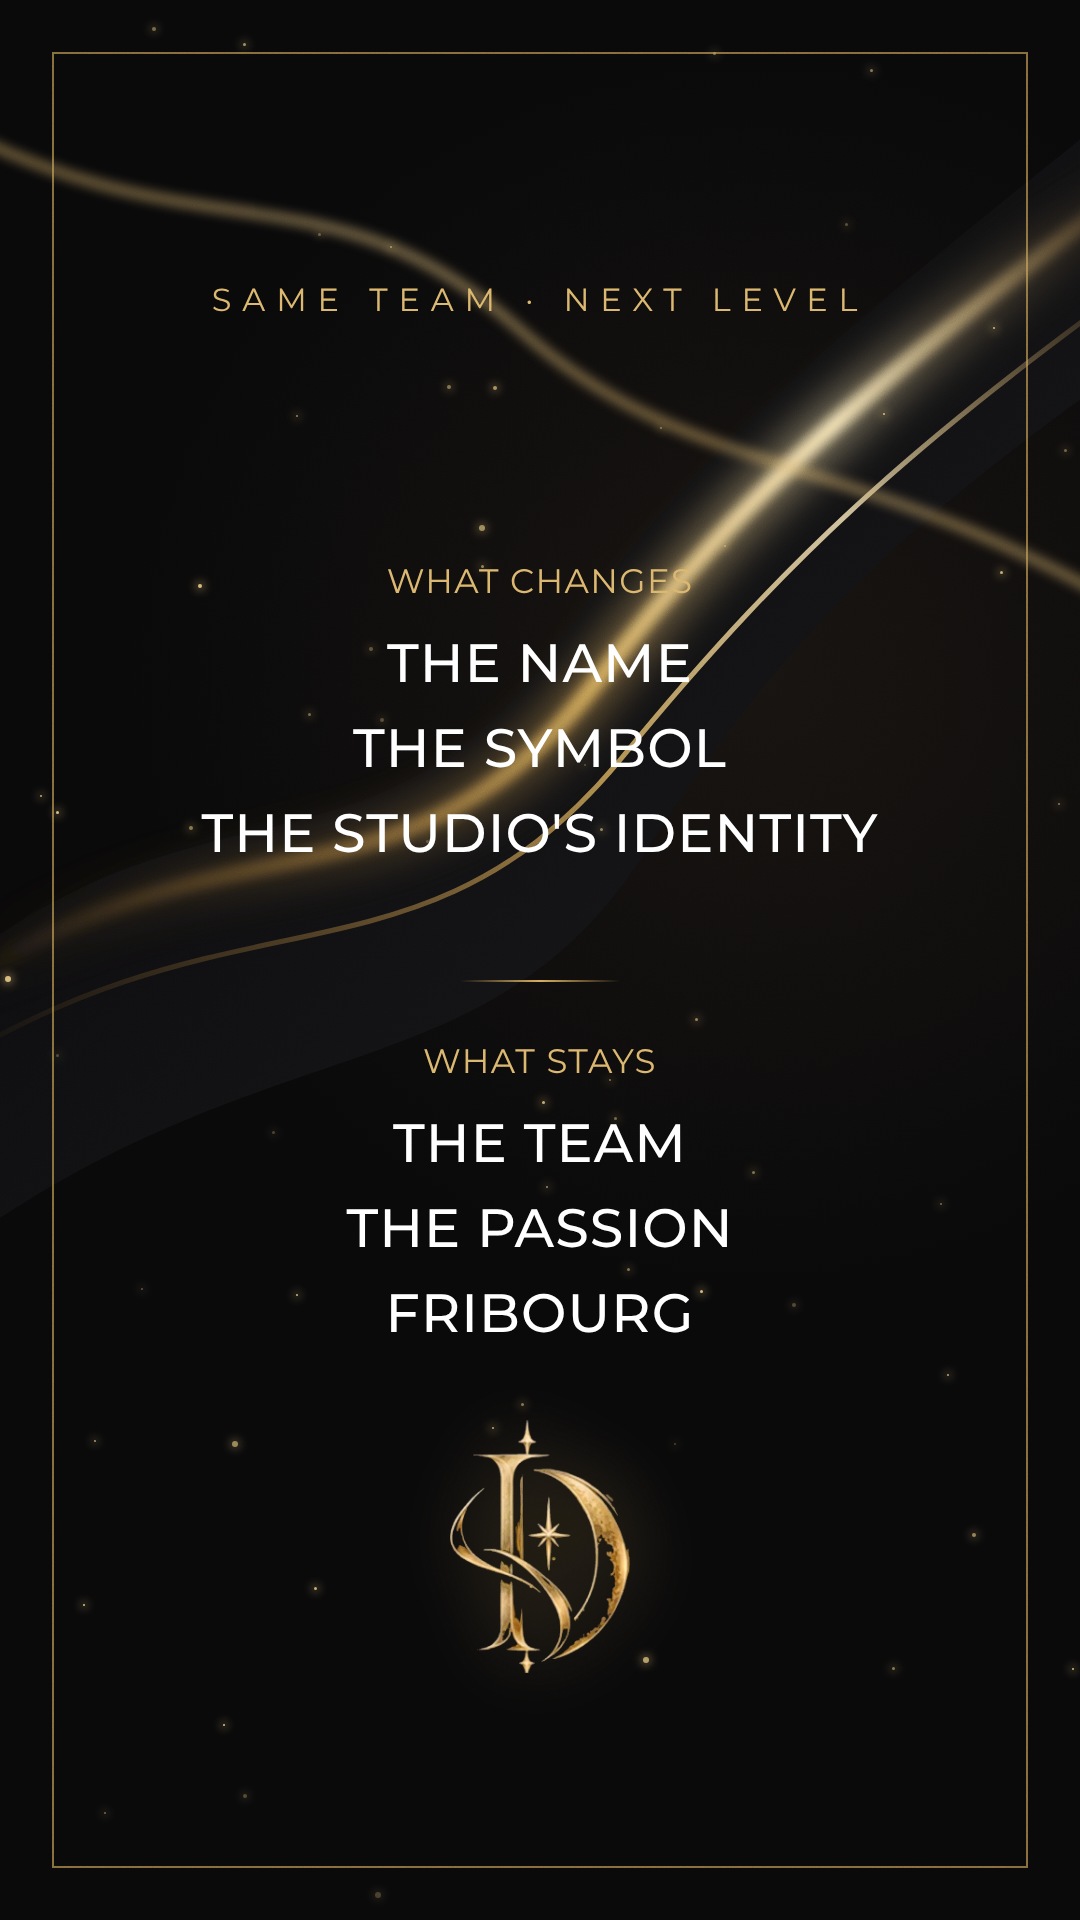 SAME TEAM · NEXT LEVEL
WHAT CHANGES
THE NAME
THE SYMBOL
THE STUDIO'S IDENTITY
WHAT STAYS
THE TEAM
THE PASSION
FRIBOURG